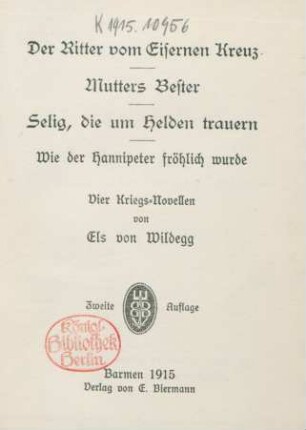 K 1915. 10956
Der Ritter vom Eisernen Kreuz
Mutters Bester
Selig, die um Helden trauern
Wie der Hannipeter fröhlich wurde
Vier Kriegs-Novellen
von
Els von Wildegg
Zweite Auflage
Königl.
Bibliothek
Berlin.
Barmen 1915
Verlag von E. Biermann